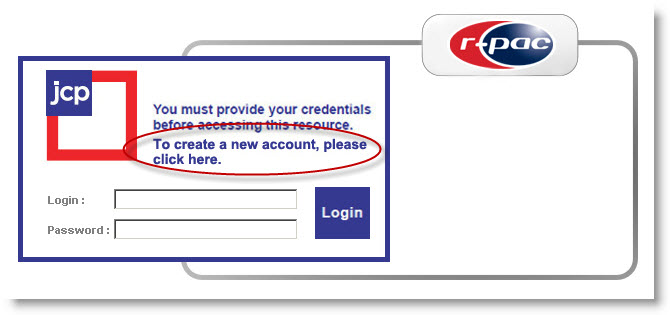 r-pac
jcp
You must provide your credentials
before accessing this resource.
To create a new account, please
click here.
Login :
Login
Password :